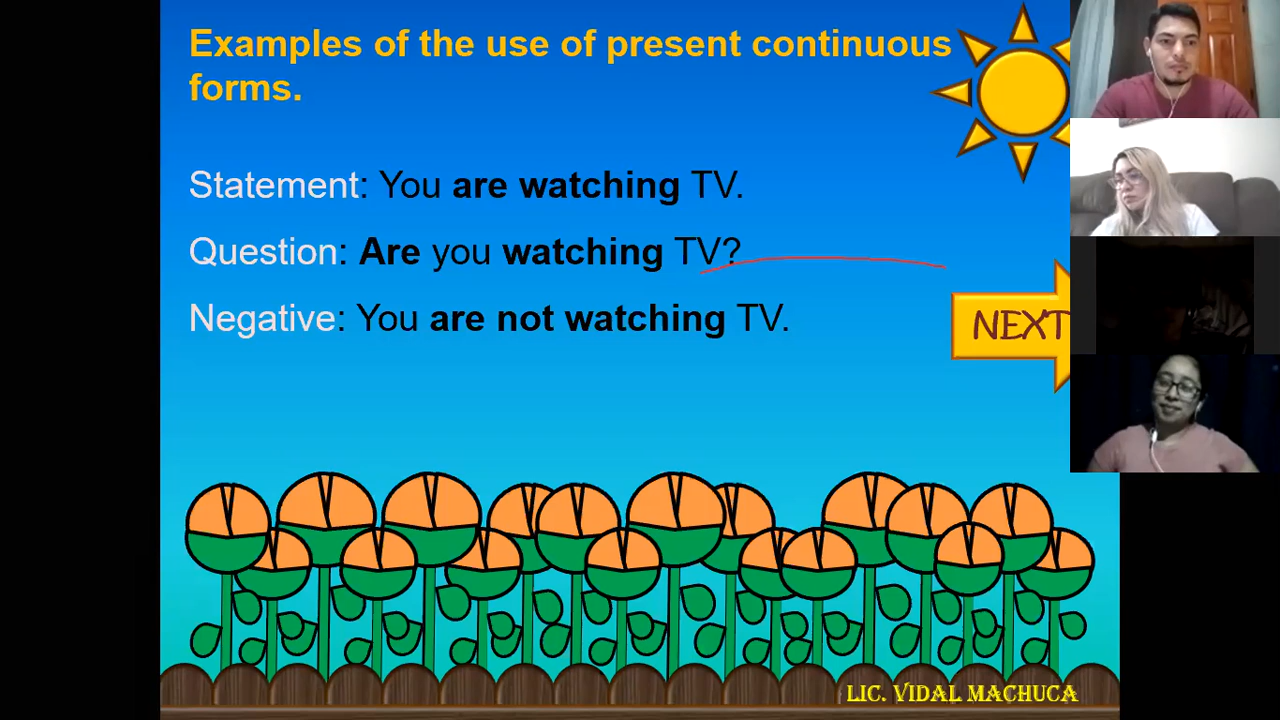 Examples of the use of present continuous
forms.
Statement: You are watching TV.
Question: Are you watching TV?
Negative: You are not watching TV.
NEXT
LIC. VIDAL MACHUCA